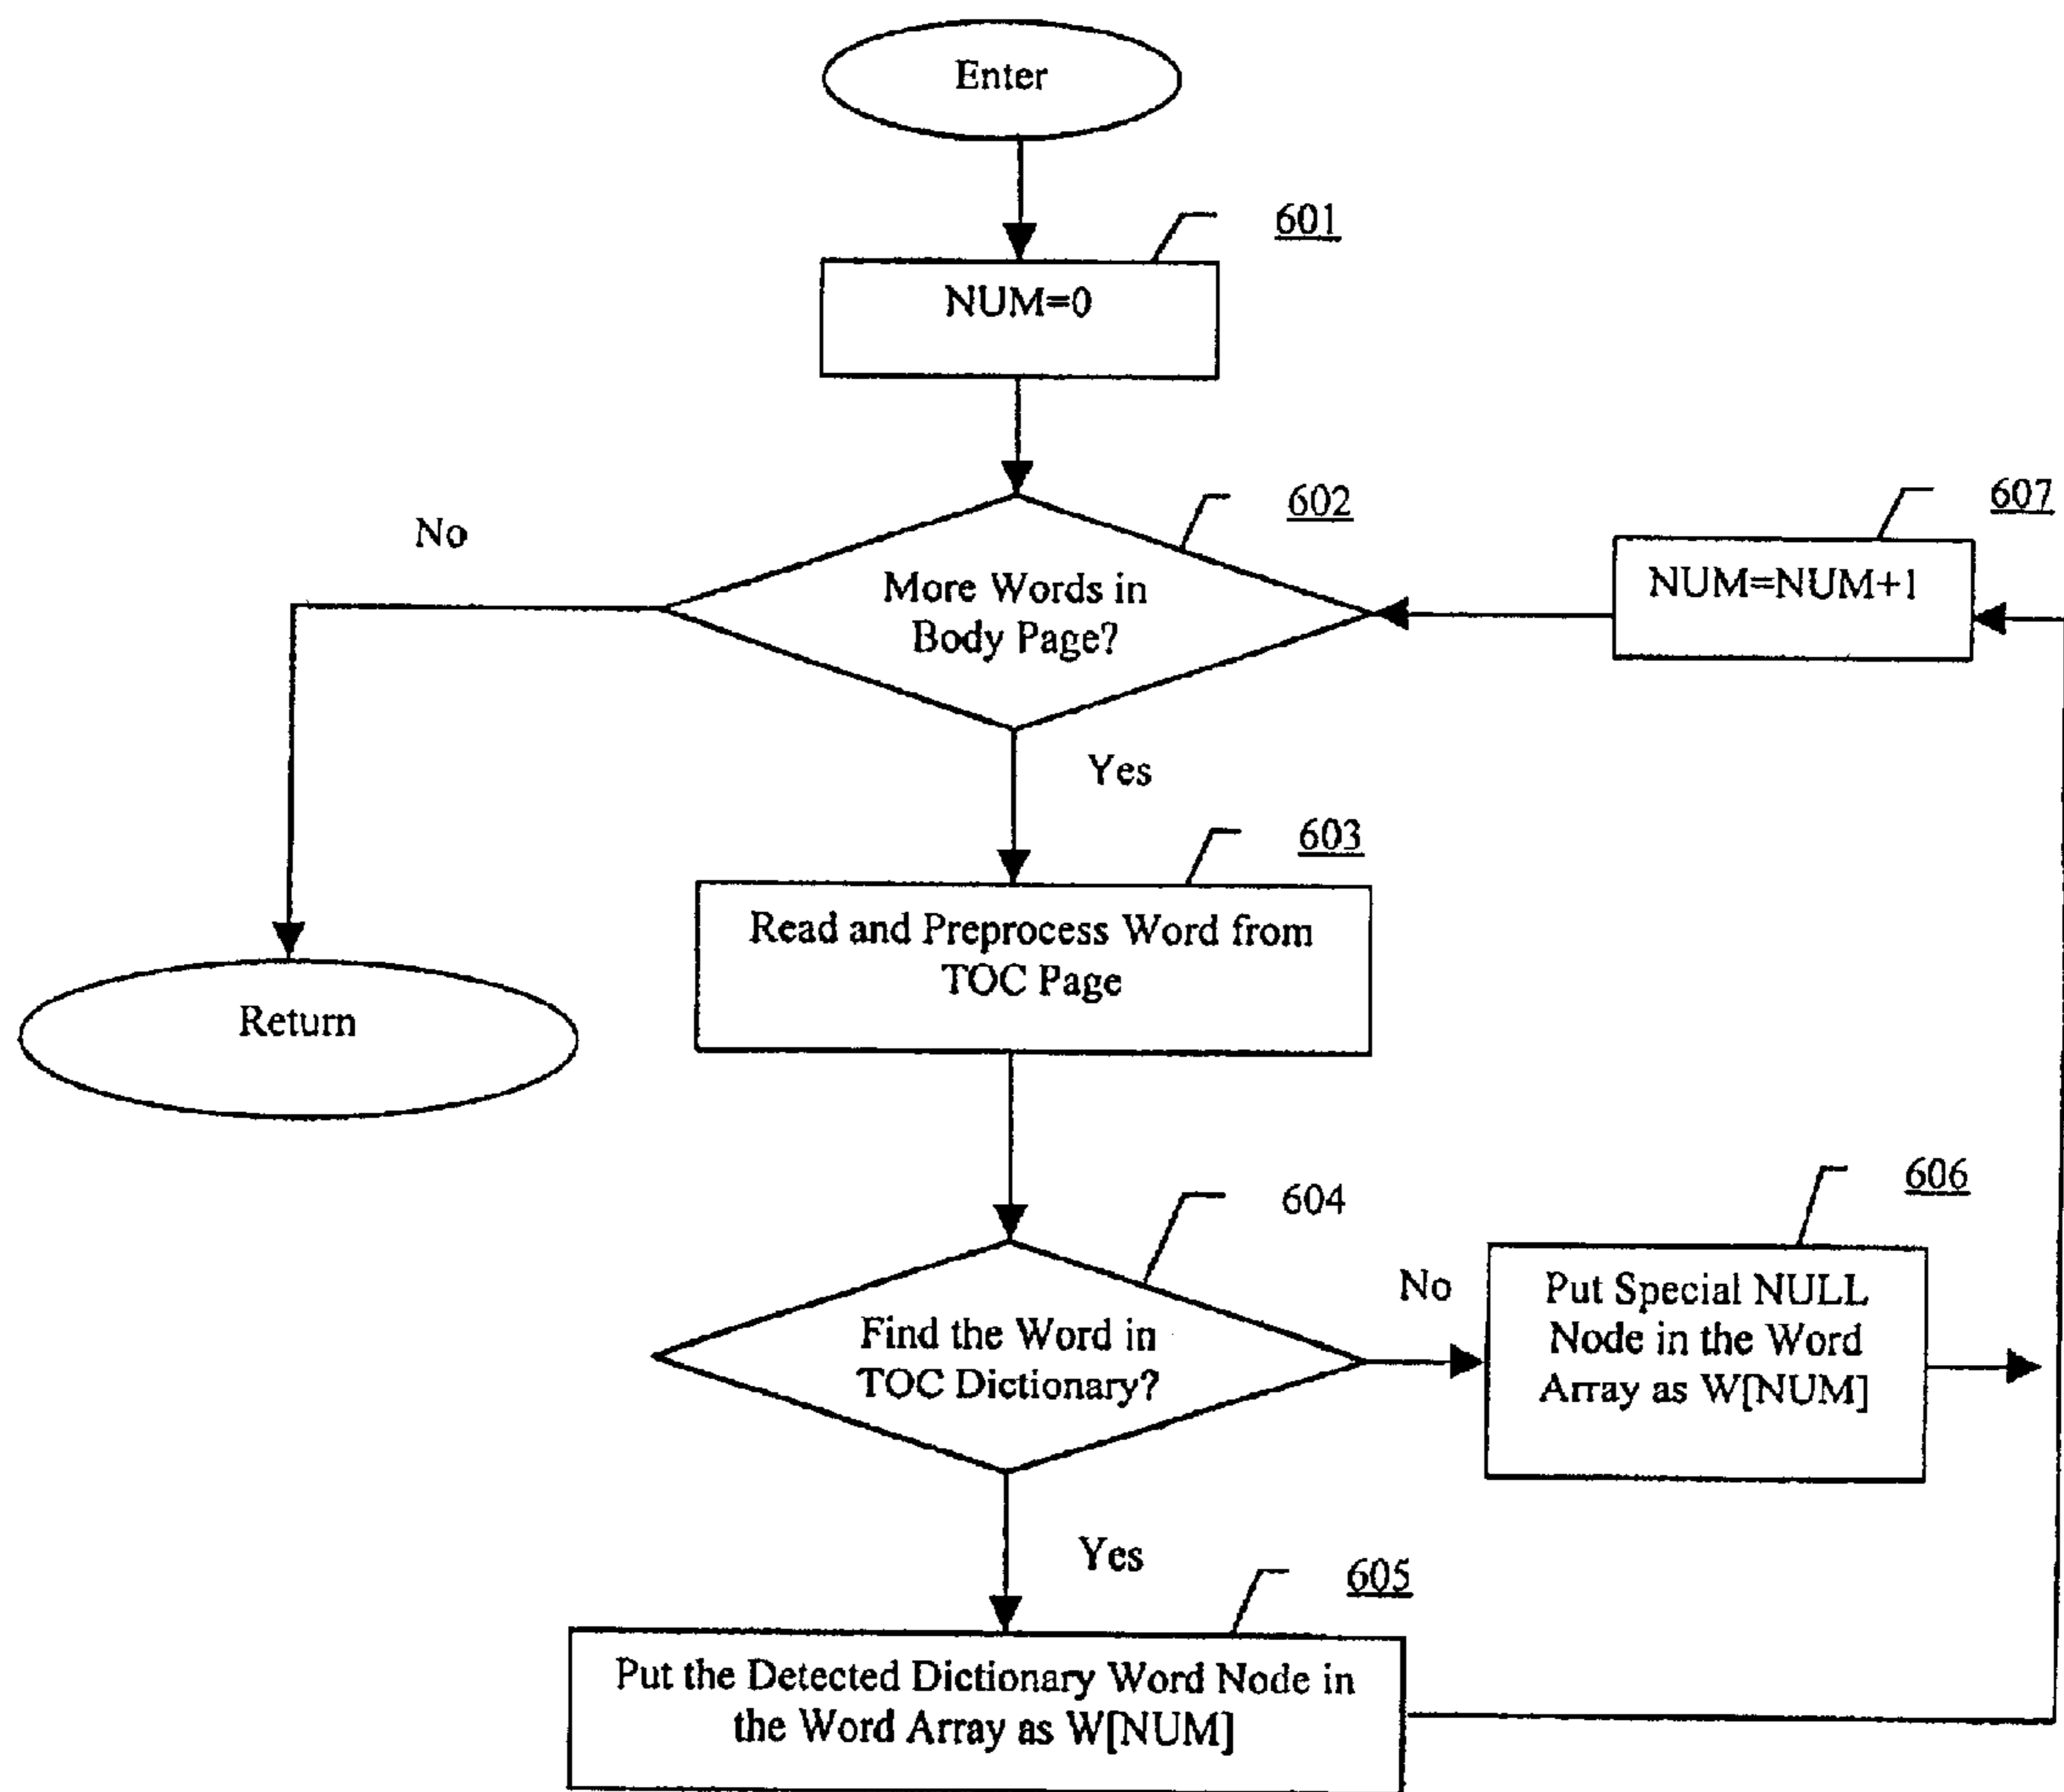 Enter
601
NUM=0
602
607
No
More Words in
Body Page?
NUM=NUM+1
Yes
603
Read and Preprocess Word from
TOC Page
Return
604
606
No
Put Special NULL
Node in the Word
Array as W[NUM]
Find the Word in
TOC Dictionary?
Yes
605
Put the Detected Dictionary Word Node in
the Word Array as W[NUM]